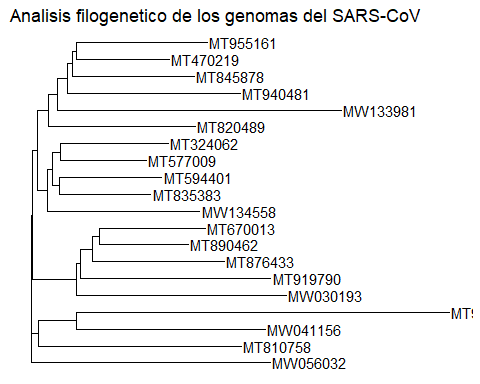 Analisis filogenetico de los genomas del SARS-CoV
MT955161
MT470219
MT845878
MT940481
MW133981
MT820489
MT324062
MT577009
MT594401
MT835383
MW134558
MT670013
MT890462
MT876433
MT919790
MW030193
MW041156
MT810758
MW056032